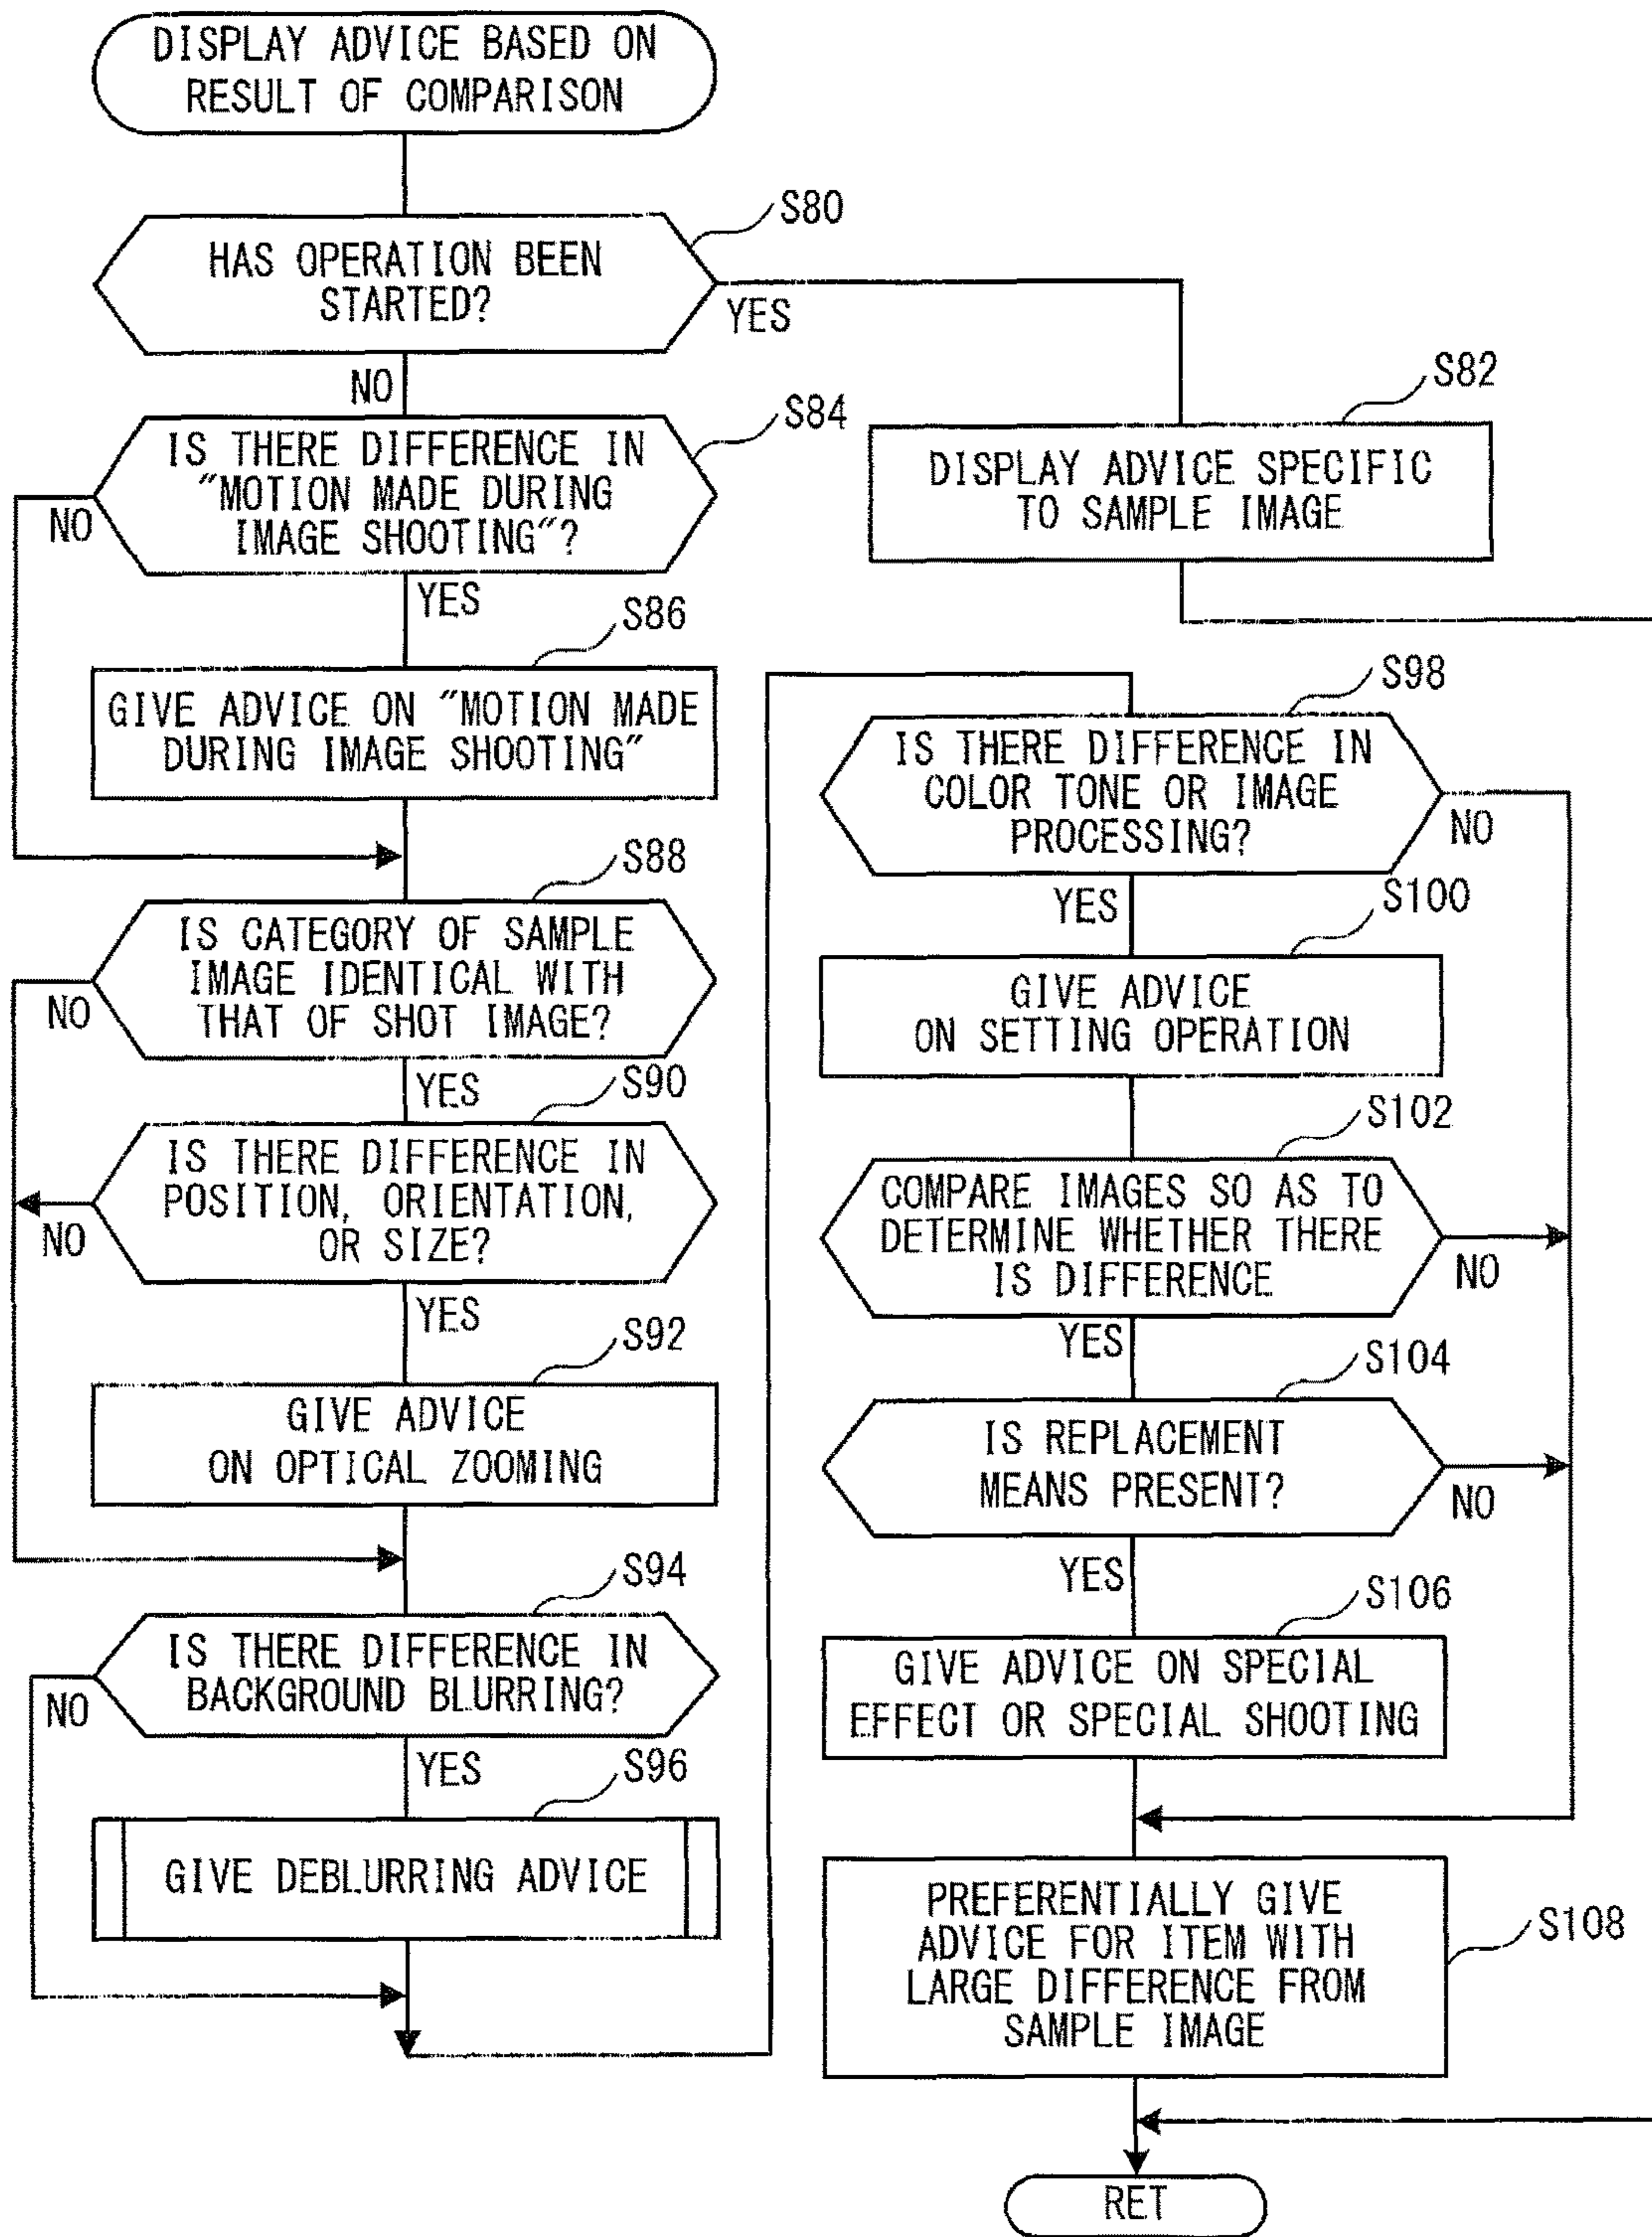 DISPLAY ADVICE BASED ON
RESULT OF COMPARISON
S80
HAS OPERATION BEEN
STARTED?
YES
NO
S82
DISPLAY ADVICE SPECIFIC
TO SAMPLE IMAGE
S84
IS THERE DIFFERENCE IN
"MOTION MADE DURING
IMAGE SHOOTING"?
NO
YES
S86
GIVE ADVICE ON "MOTION MADE
DURING IMAGE SHOOTING"
S88
IS CATEGORY OF SAMPLE
IMAGE IDENTICAL WITH
THAT OF SHOT IMAGE?
NO
YES
S90
IS THERE DIFFERENCE IN
POSITION, ORIENTATION,
OR SIZE?
NO
YES
S92
GIVE ADVICE
ON OPTICAL ZOOMING
S94
IS THERE DIFFERENCE IN
BACKGROUND BLURRING?
NO
YES
S96
GIVE DEBLURRING ADVICE
S98
IS THERE DIFFERENCE IN
COLOR TONE OR IMAGE
PROCESSING?
NO
YES
S100
GIVE ADVICE
ON SETTING OPERATION
S102
COMPARE IMAGES SO AS TO
DETERMINE WHETHER THERE
IS DIFFERENCE
NO
YES
S104
IS REPLACEMENT
MEANS PRESENT?
NO
YES
S106
GIVE ADVICE ON SPECIAL
EFFECT OR SPECIAL SHOOTING
PREFERENTIALLY GIVE
ADVICE FOR ITEM WITH
LARGE DIFFERENCE FROM
SAMPLE IMAGE
S108
RET